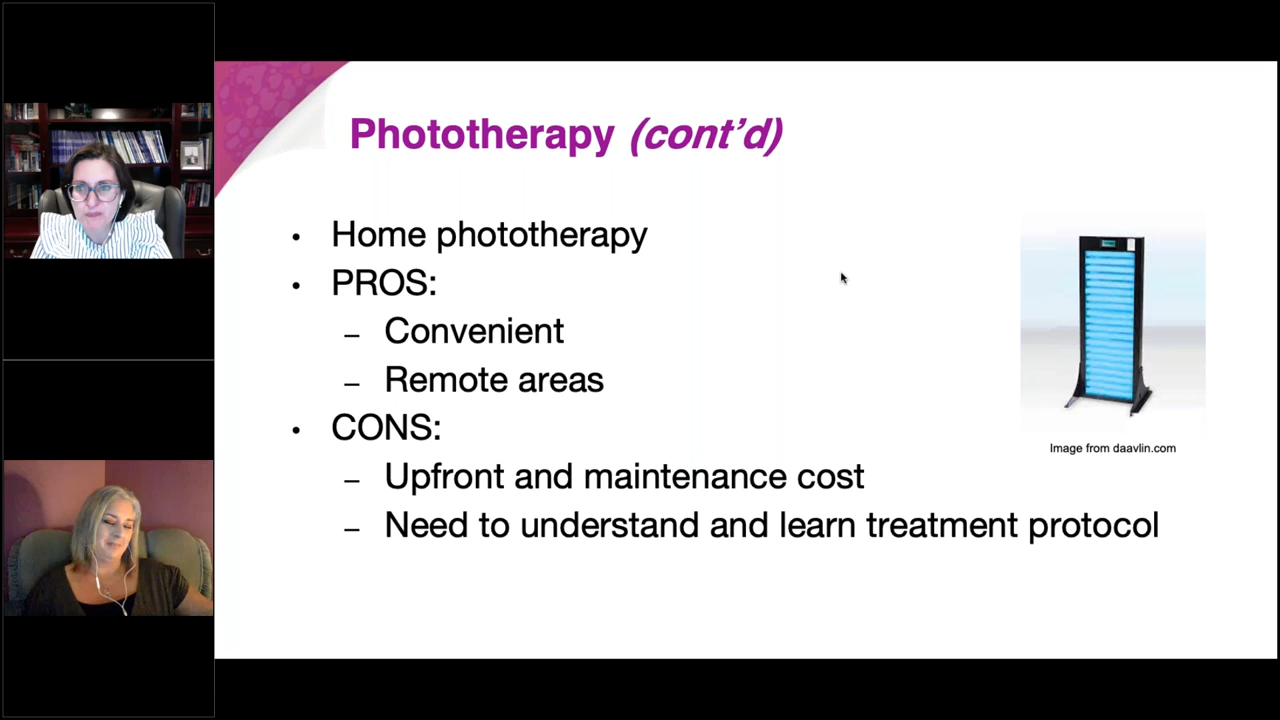 Phototherapy (cont’d)
• Home phototherapy
• PROS:
– Convenient
– Remote areas
• CONS:
– Upfront and maintenance cost
– Need to understand and learn treatment protocol
Image from daavlin.com